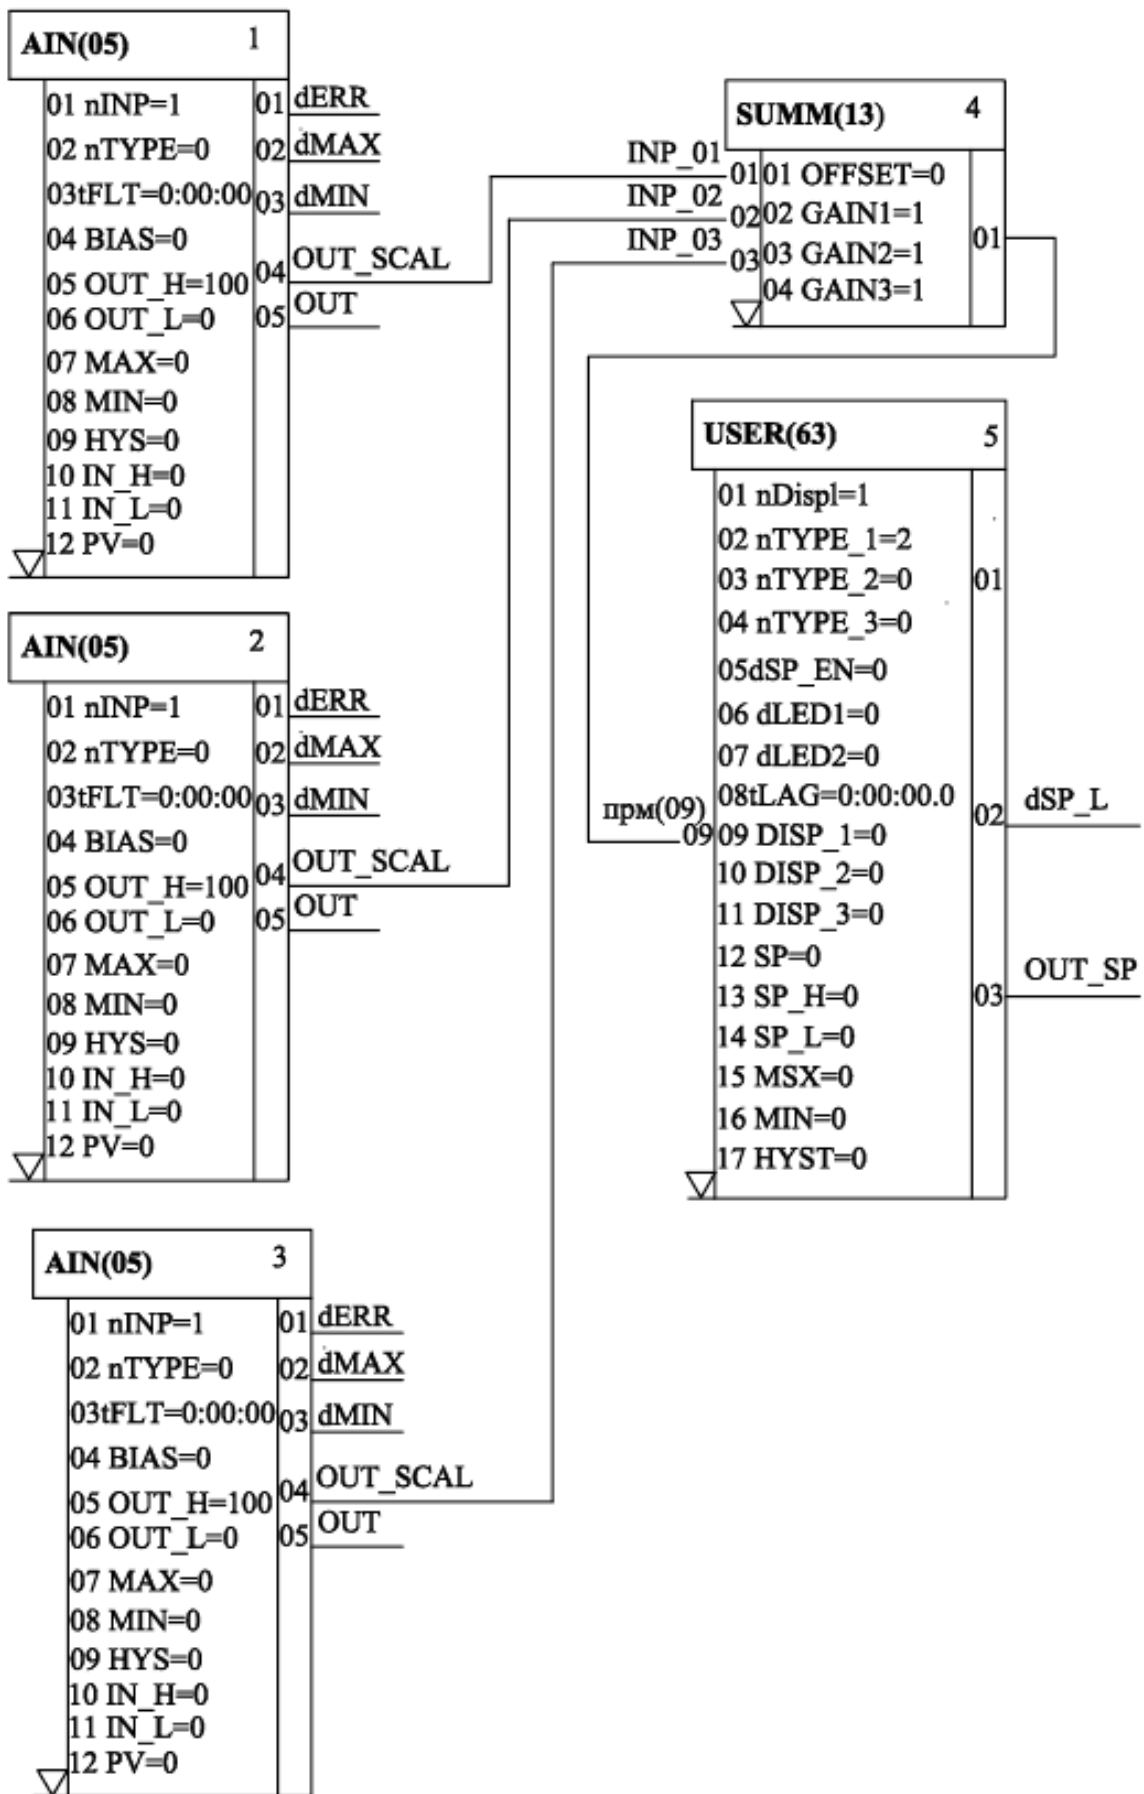 AIN(05) 1
01 nINP=1 01 dERR
02 nTYPE=0 02 dMAX
03tFLT=0:00:00 03 dMIN
04 BIAS=0
04 OUT_SCAL
05 OUT_H=100
06 OUT_L=0 05 OUT
07 MAX=0
08 MIN=0
09 HYS=0
10 IN_H=0
11 IN_L=0
12 PV=0
AIN(05) 2
01 nINP=1 01 dERR
02 nTYPE=0 02 dMAX
03tFLT=0:00:00 03 dMIN
04 BIAS=0
04 OUT_SCAL
05 OUT_H=100
06 OUT_L=0 05 OUT
07 MAX=0
08 MIN=0
09 HYS=0
10 IN_H=0
11 IN_L=0
12 PV=0
AIN(05) 3
01 nINP=1 01 dERR
02 nTYPE=0 02 dMAX
03tFLT=0:00:00 03 dMIN
04 BIAS=0
04 OUT_SCAL
05 OUT_H=100
06 OUT_L=0 05 OUT
07 MAX=0
08 MIN=0
09 HYS=0
10 IN_H=0
11 IN_L=0
12 PV=0
SUMM(13) 4
INP_01 01 01 OFFSET=0
INP_02 02 02 GAIN1=1
01
INP_03 03 03 GAIN2=1
04 GAIN3=1
USER(63) 5
01 nDispl=1
02 nTYPE_1=2
03 nTYPE_2=0 01
04 nTYPE_3=0
05dSP_EN=0
06 dLED1=0
07 dLED2=0
08tLAG=0:00:00.0
02 dSP_L
прм(09) 09 09 DISP_1=0
10 DISP_2=0
11 DISP_3=0
12 SP=0
13 SP_H=0 03 OUT_SP
14 SP_L=0
15 MSX=0
16 MIN=0
17 HYST=0